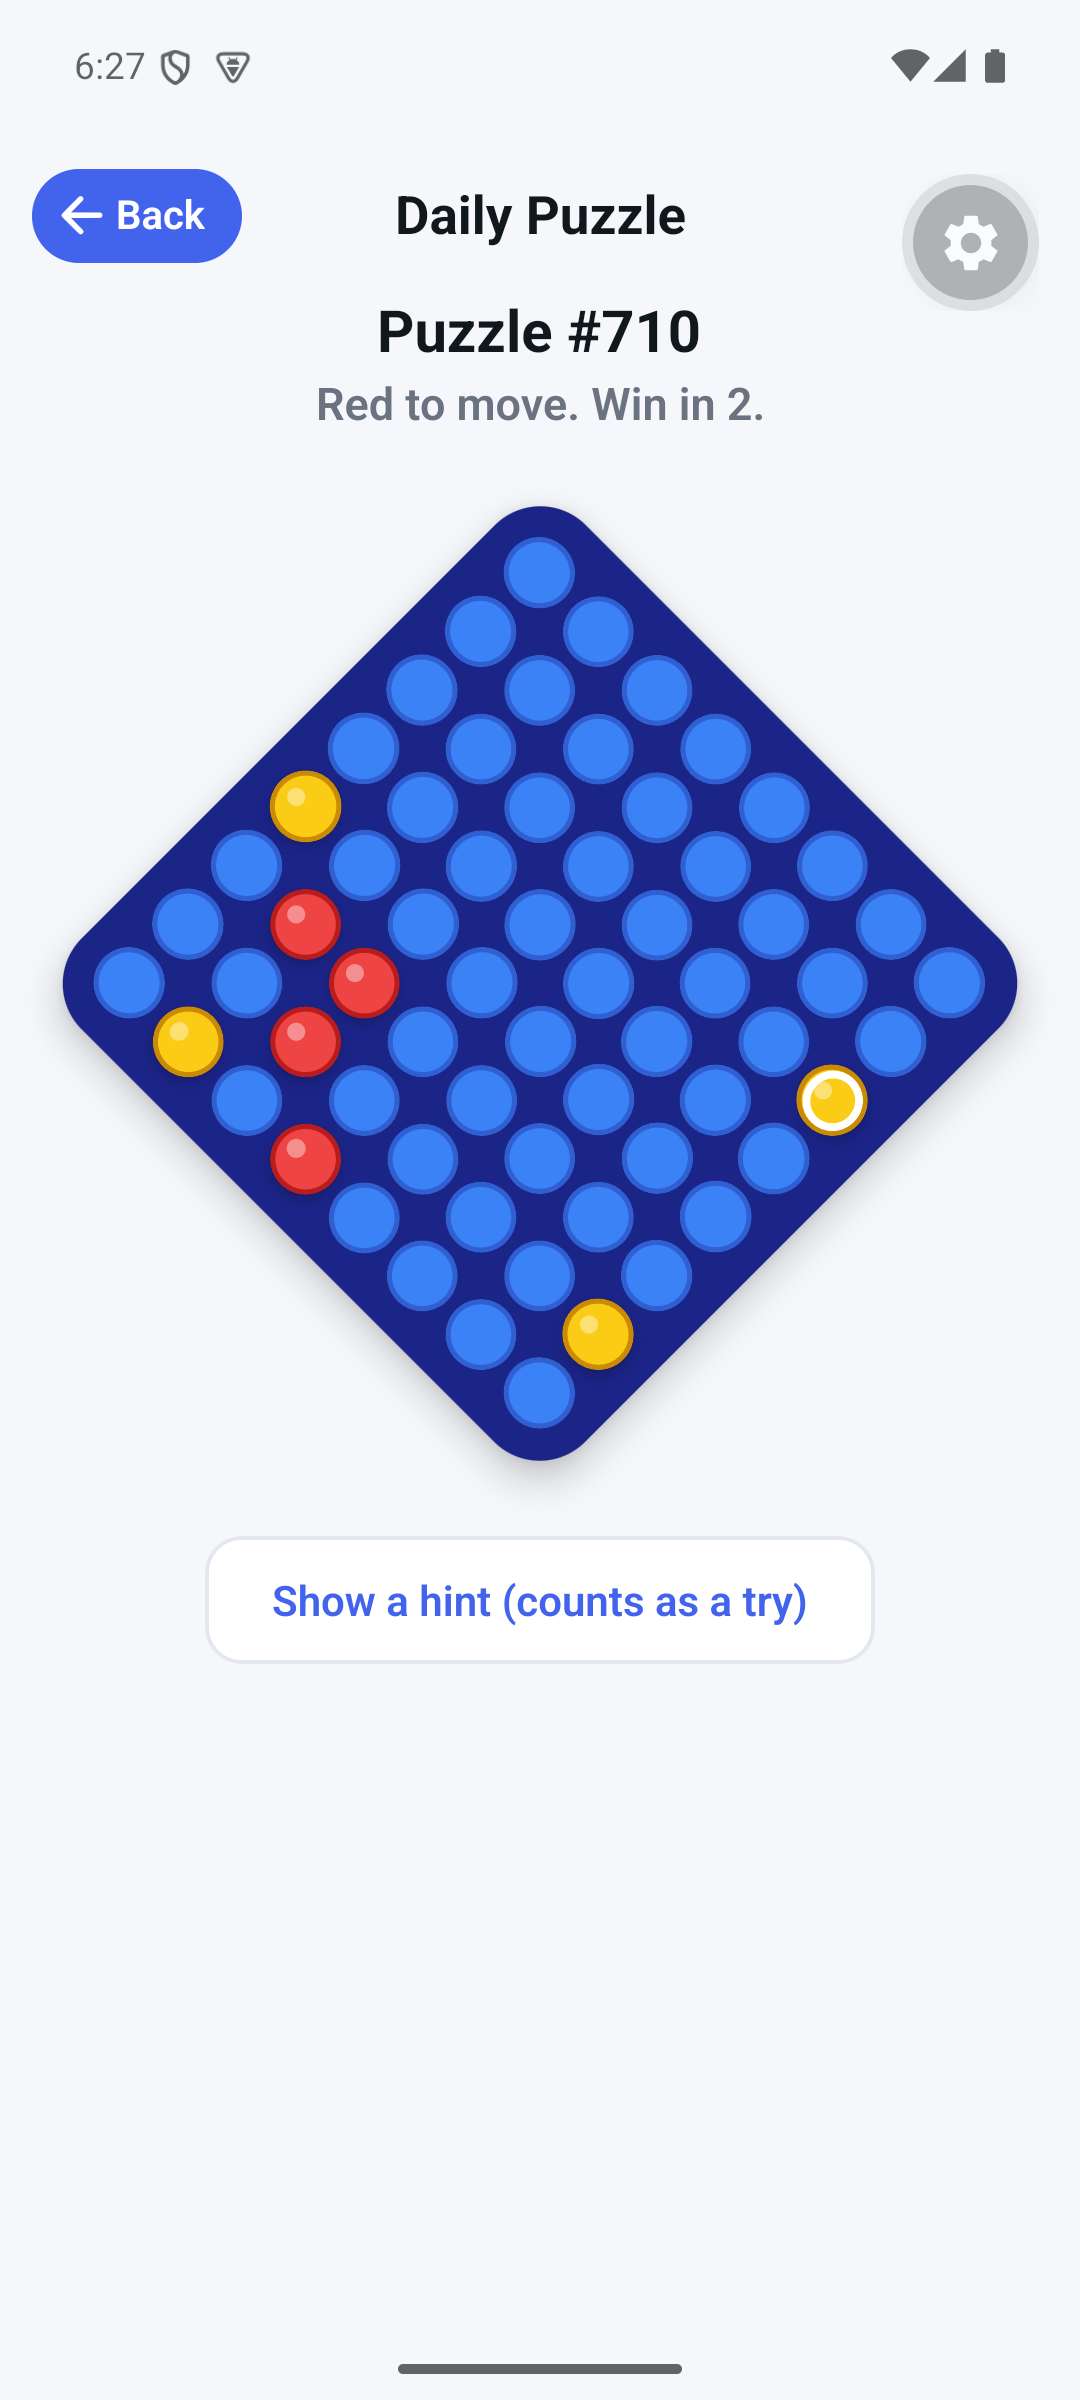 6:27
Back
Daily Puzzle
Puzzle #710
Red to move. Win in 2.
Show a hint (counts as a try)